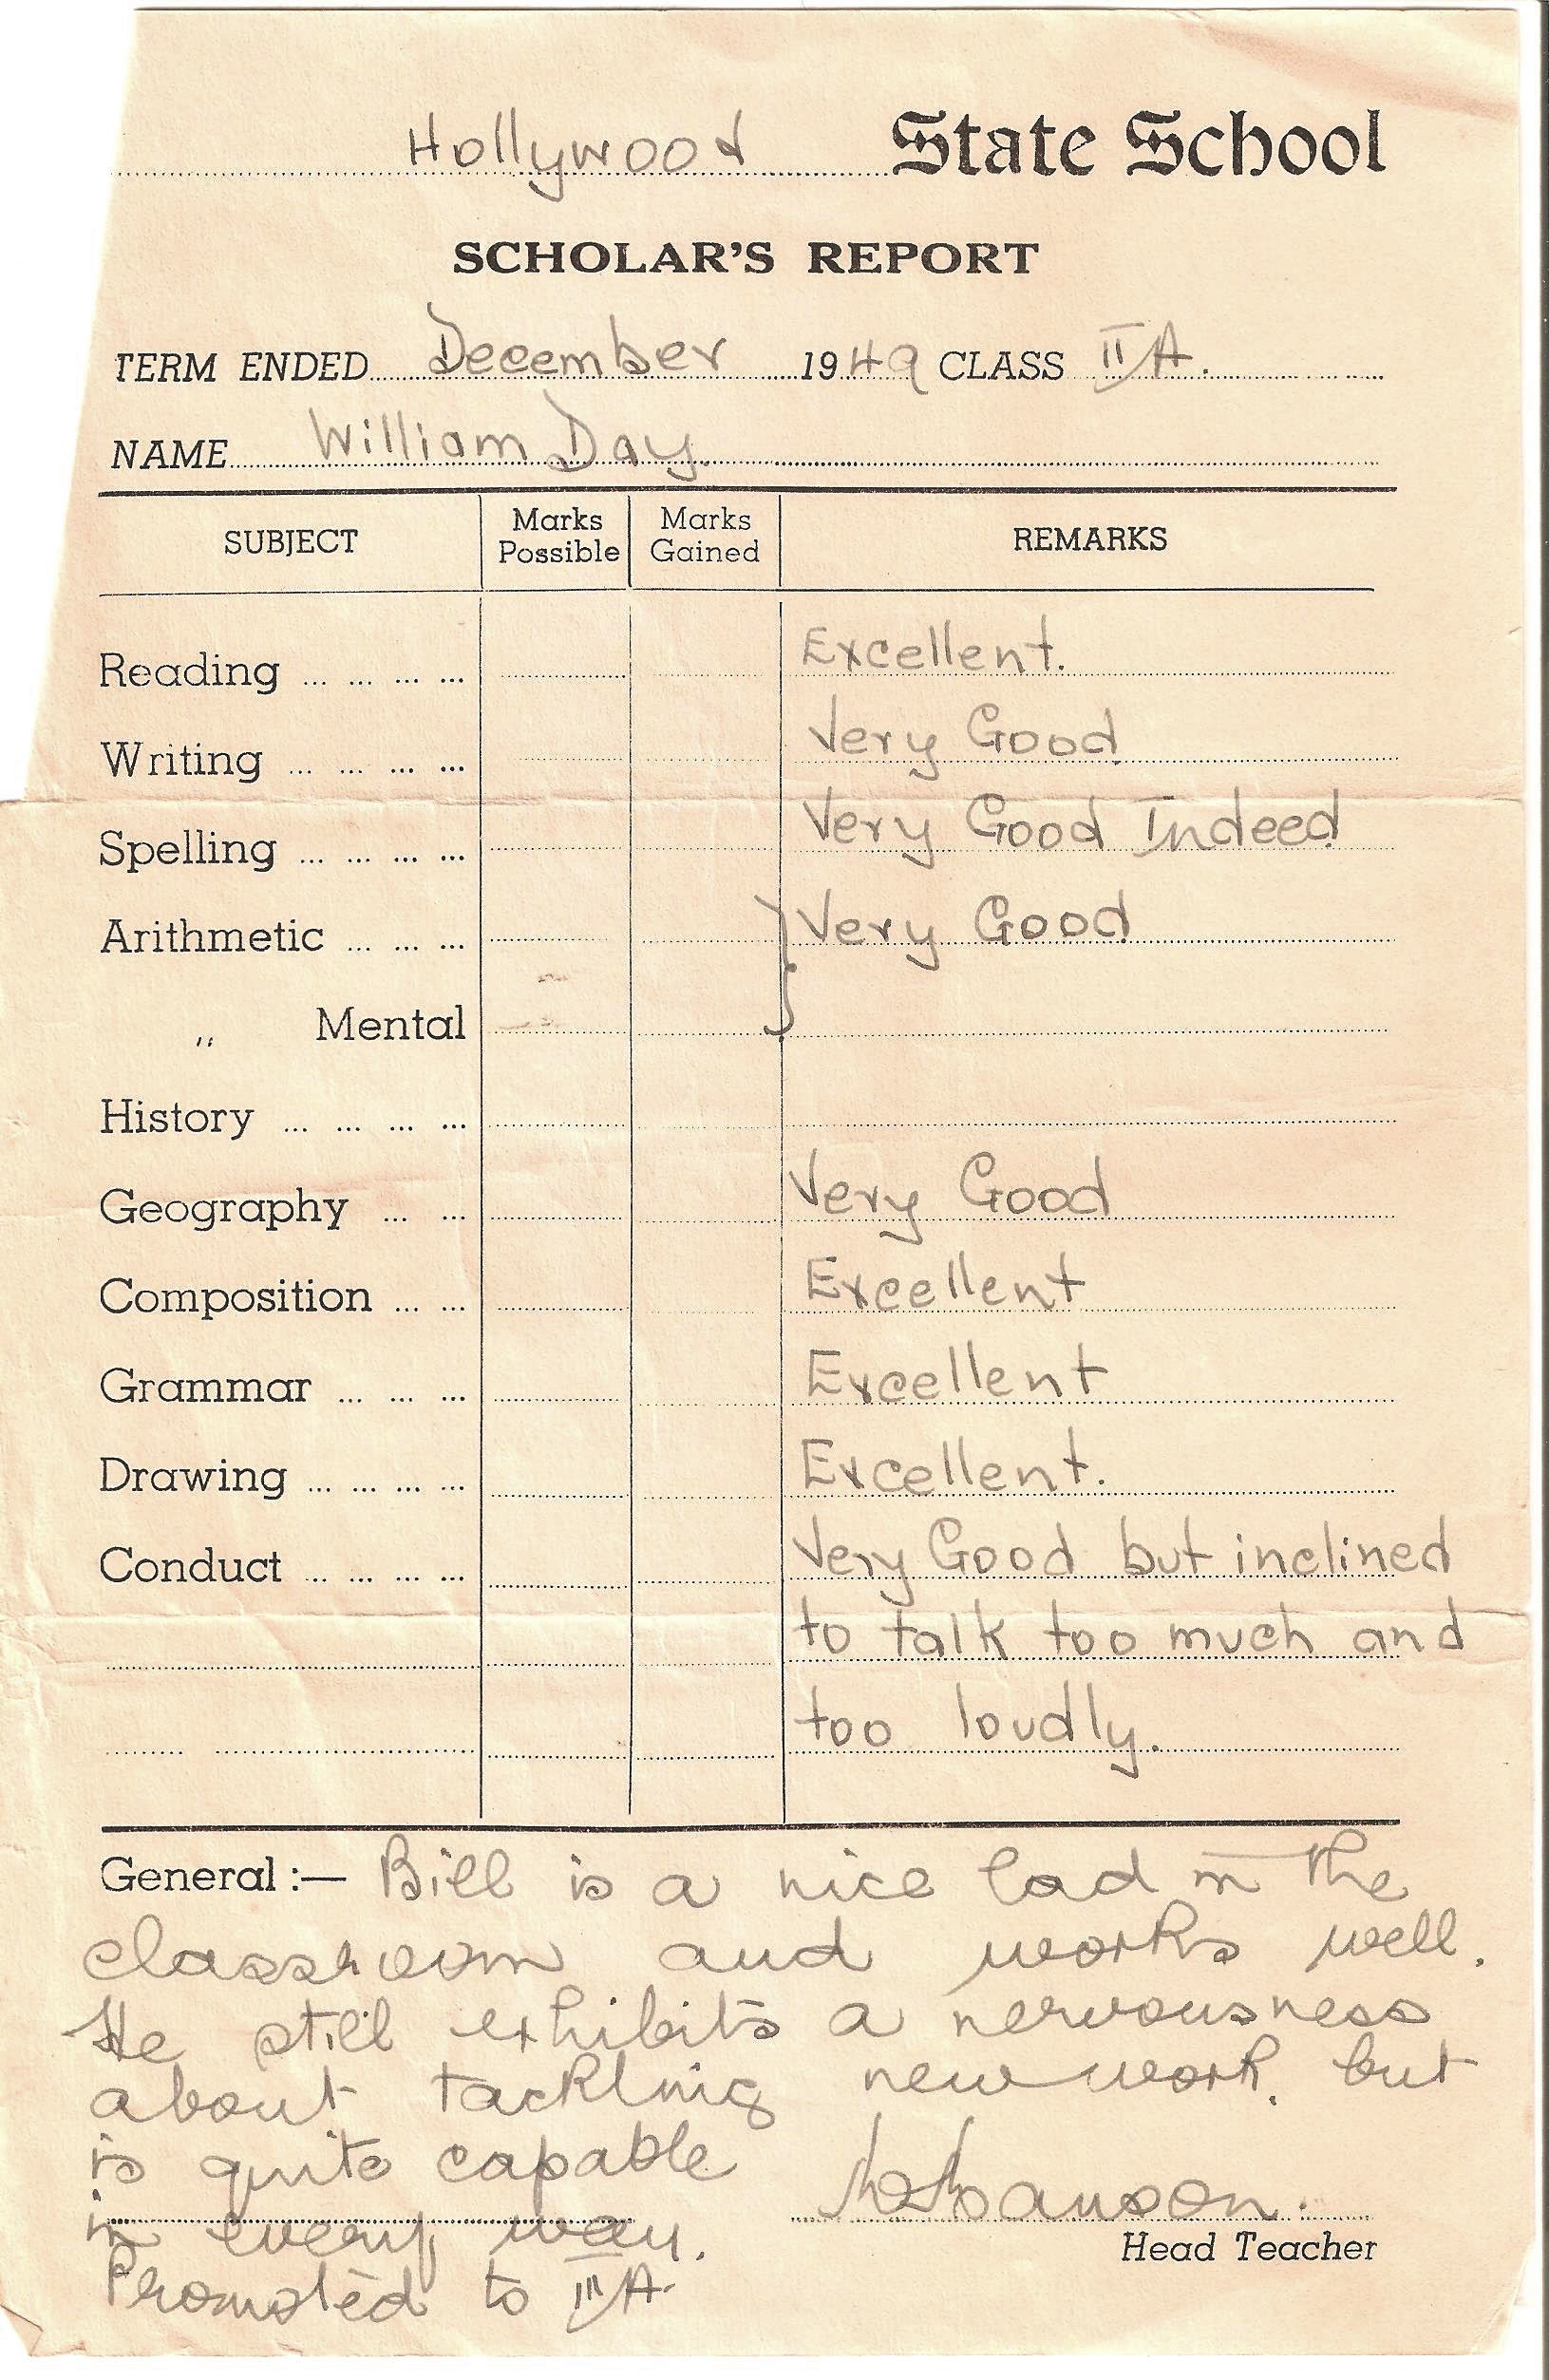 Hollywood State School
SCHOLAR'S REPORT
TERM ENDED December 1949 CLASS IIA.
NAME William Day
SUBJECT Marks Possible Marks Gained REMARKS
Reading ... ... ... ... Excellent.
Writing ... ... ... ... Very Good
Spelling ... ... ... ... Very Good Indeed
Arithmetic ... ... ... } Very Good
,, Mental
History ... ... ... ...
Geography ... ... Very Good
Composition ... ... Excellent
Grammar ... ... ... Excellent
Drawing ... ... ... ... Excellent.
Conduct ... ... ... ... Very Good but inclined
to talk too much and
too loudly.
General :— Bill is a nice lad in the
classroom and works well.
He still exhibits a nervousness
about tackling new work, but
is quite capable
in every way.
Head Teacher
Promoted to IIIA.